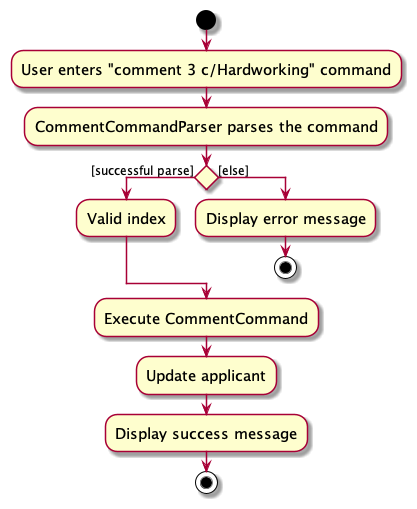 User enters "comment 3 c/Hardworking" command
CommentCommandParser parses the command
[successful parse]
[else]
Valid index
Display error message
Execute CommentCommand
Update applicant
Display success message